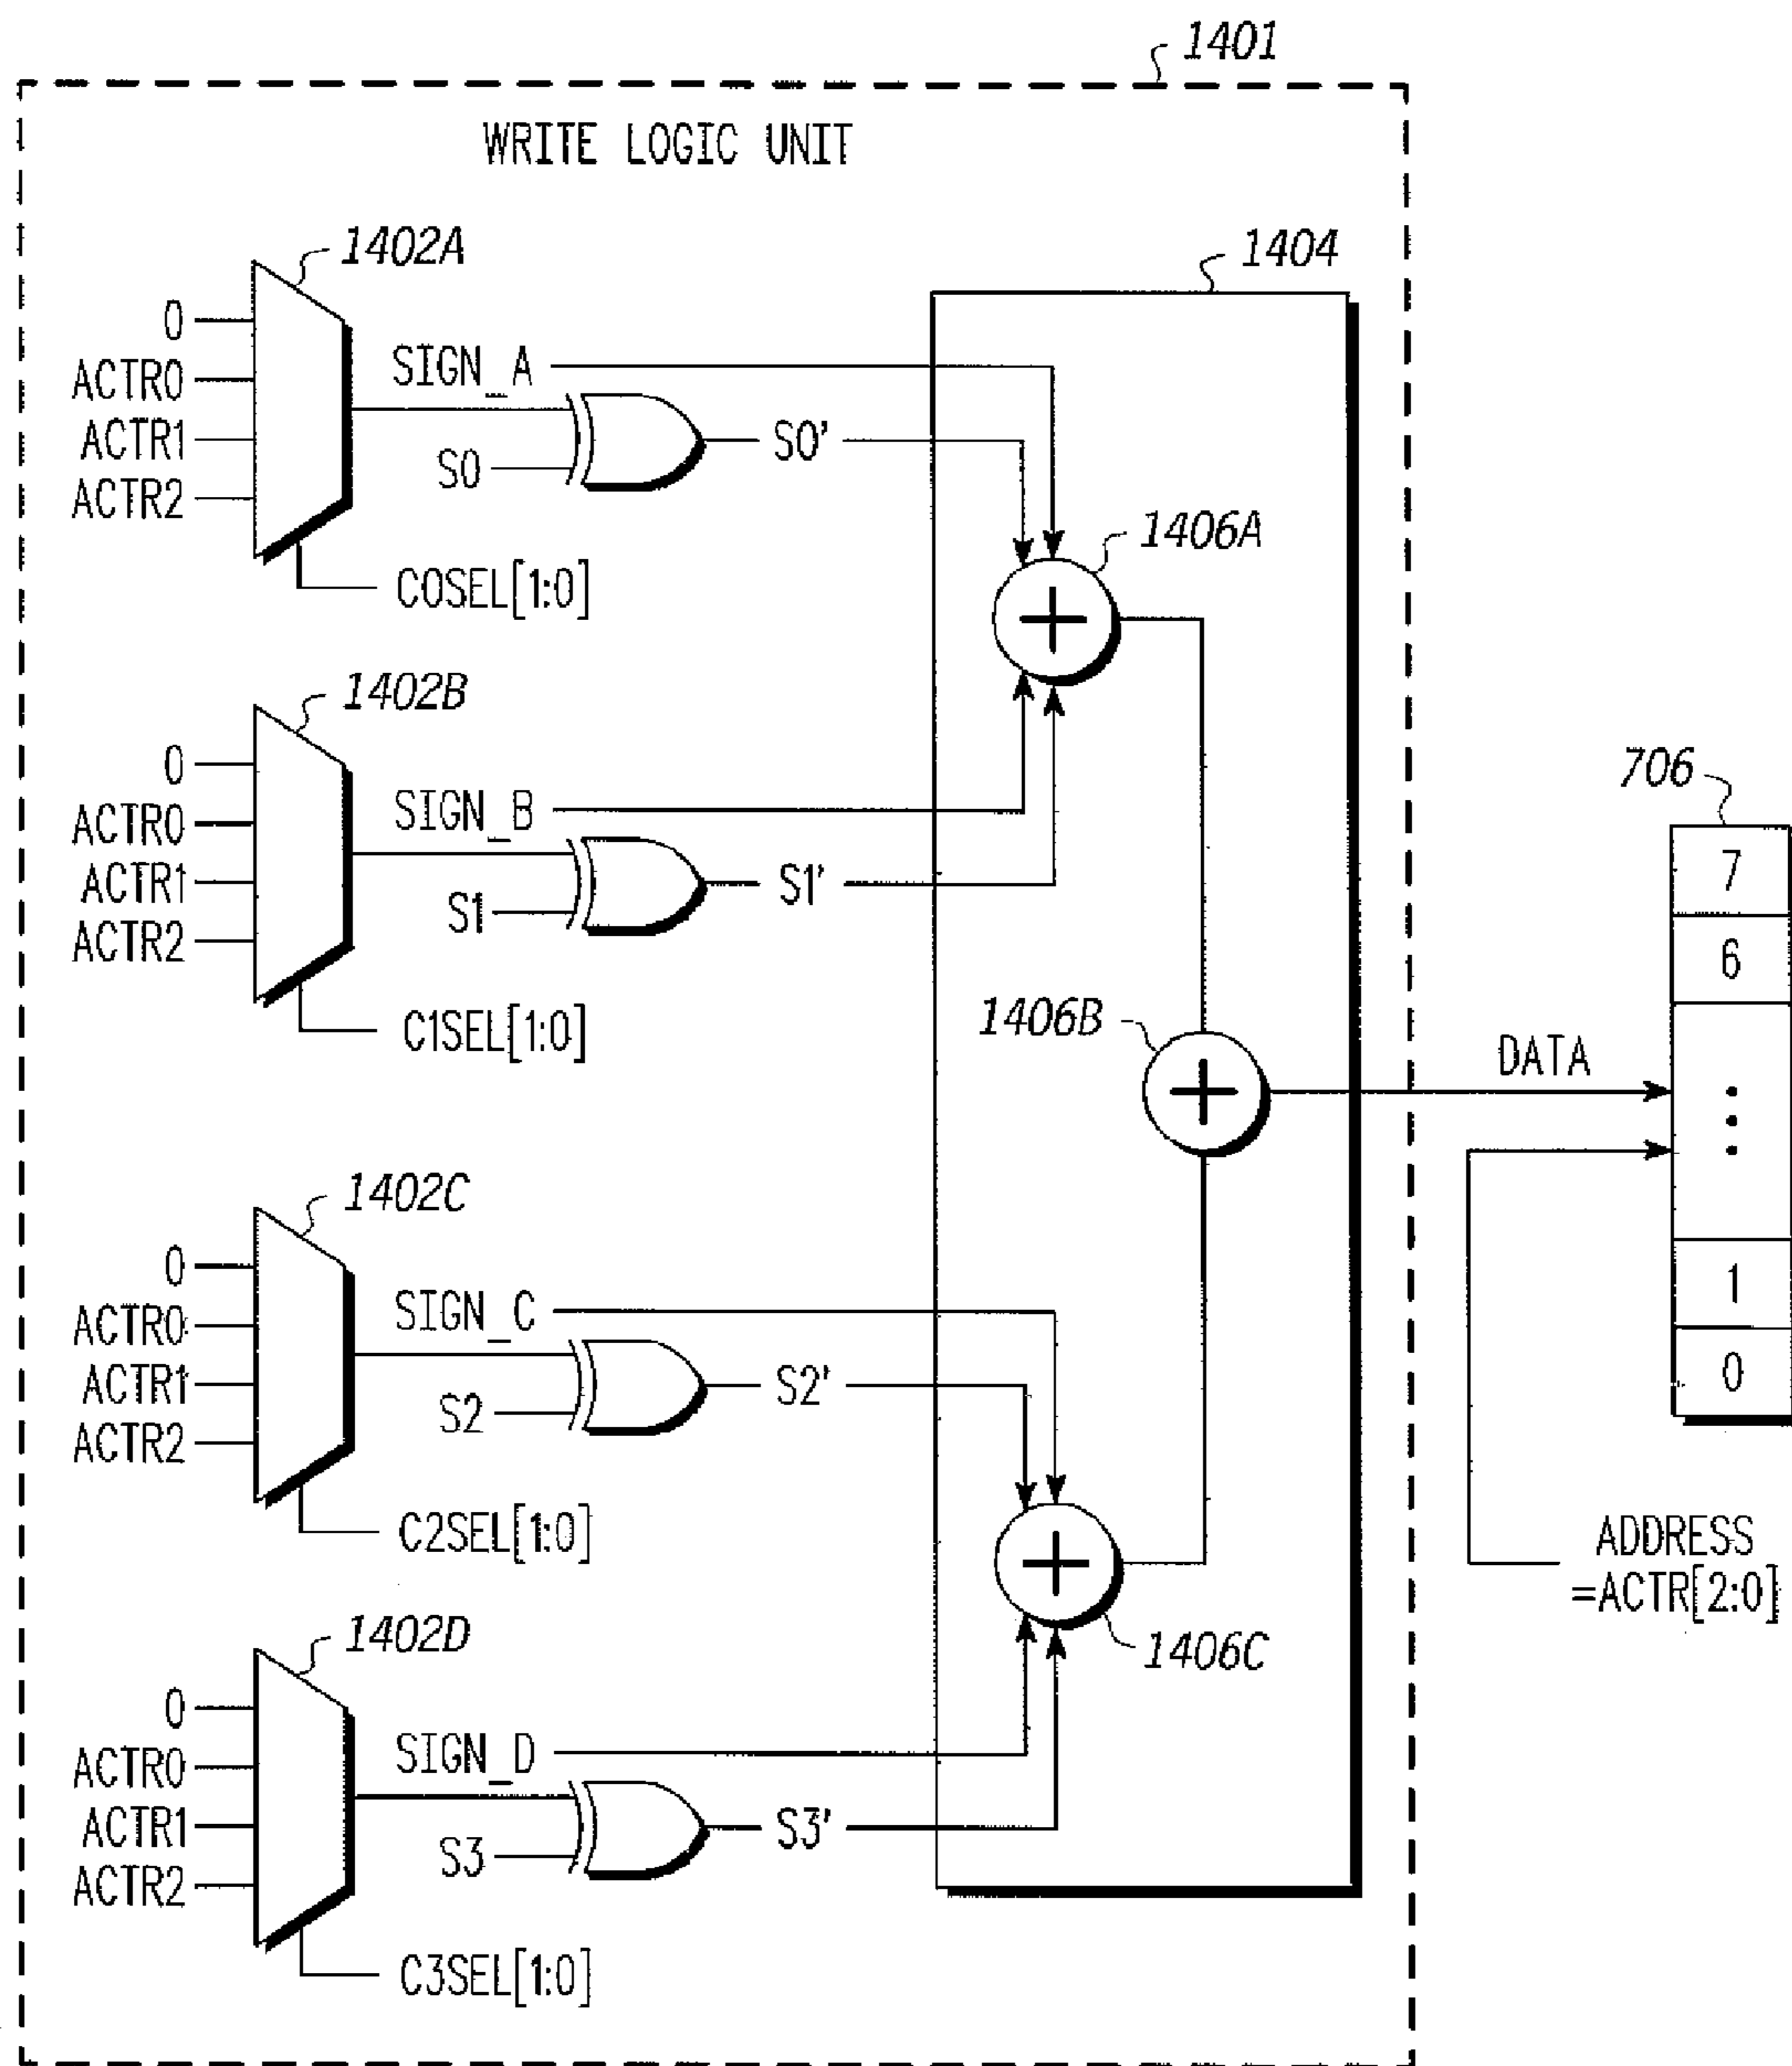 1401
WRITE LOGIC UNIT
1402A
1404
0
ACTR0
SIGN_A
ACTR1
S0
S0'
ACTR2
1406A
C0SEL[1:0]
1402B
0
ACTR0
SIGN_B
ACTR1
S1
S1'
ACTR2
C1SEL[1:0]
706
7
6
1406B
DATA
1
0
1402C
0
ACTR0
SIGN_C
ACTR1
S2
S2'
ACTR2
C2SEL[1:0]
ADDRESS
=ACTR[2:0]
1402D
1406C
0
ACTR0
SIGN_D
ACTR1
S3
S3'
ACTR2
C3SEL[1:0]